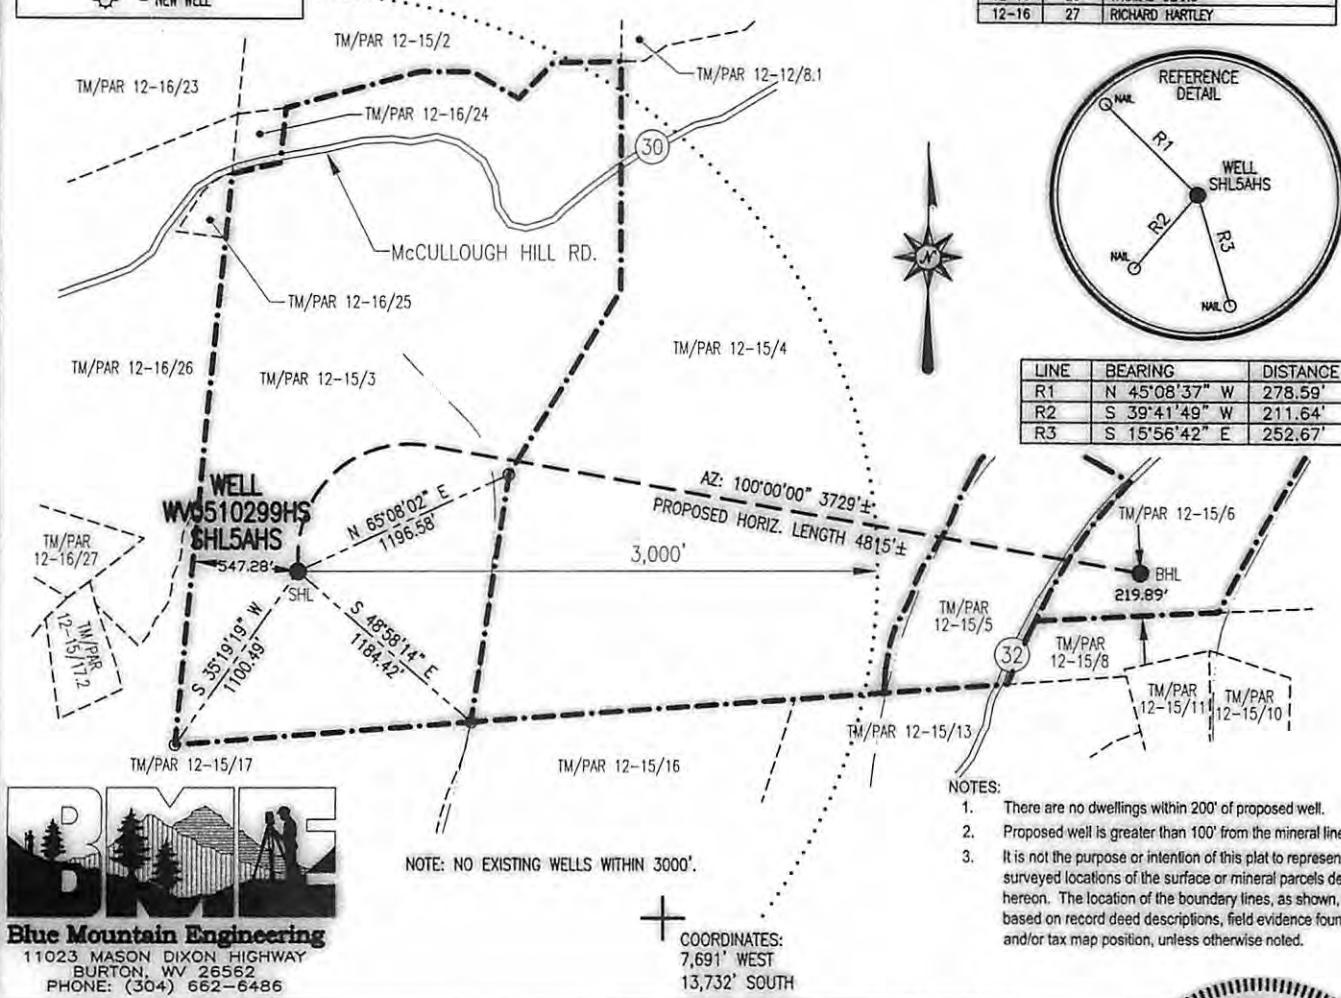 - NEW WELL
12-16 27 RICHARD HARTLEY
TM/PAR 12-15/2
TM/PAR 12-16/23
TM/PAR 12-12/8.1
TM/PAR 12-16/24
30
REFERENCE
DETAIL
NAIL
R1
WELL
SHL5AHS
R2
R3
NAIL
NAIL
McCULLOUGH HILL RD.
N
TM/PAR 12-16/25
TM/PAR 12-15/4
TM/PAR 12-16/26
TM/PAR 12-15/3
LINE BEARING DISTANCE
R1 N 45°08'37" W 278.59'
R2 S 39°41'49" W 211.64'
R3 S 15°56'42" E 252.67'
WELL
WV0510299HS
SHL5AHS
547.28'
SHL
N 65°08'02" E
1196.58'
AZ: 100°00'00" 3729'±
PROPOSED HORIZ. LENGTH 4815'±
3,000'
TM/PAR 12-15/6
BHL
219.89'
TM/PAR
12-16/27
TM/PAR
12-15/17.2
S 35°19'19" W
1100.49'
S 48°58'14" E
1184.42'
TM/PAR
12-15/5
32
TM/PAR
12-15/8
TM/PAR
12-15/11
TM/PAR
12-15/10
TM/PAR 12-15/17
TM/PAR 12-15/16
TM/PAR 12-15/13
NOTES:
1. There are no dwellings within 200' of proposed well.
2. Proposed well is greater than 100' from the mineral line
3. It is not the purpose or intention of this plat to represen
surveyed locations of the surface or mineral parcels de
hereon. The location of the boundary lines, as shown,
based on record deed descriptions, field evidence foun
and/or tax map position, unless otherwise noted.
NOTE: NO EXISTING WELLS WITHIN 3000'.
BME
Blue Mountain Engineering
11023 MASON DIXON HIGHWAY
BURTON, WV 26562
PHONE: (304) 662-6486
COORDINATES:
7,691' WEST
13,732' SOUTH